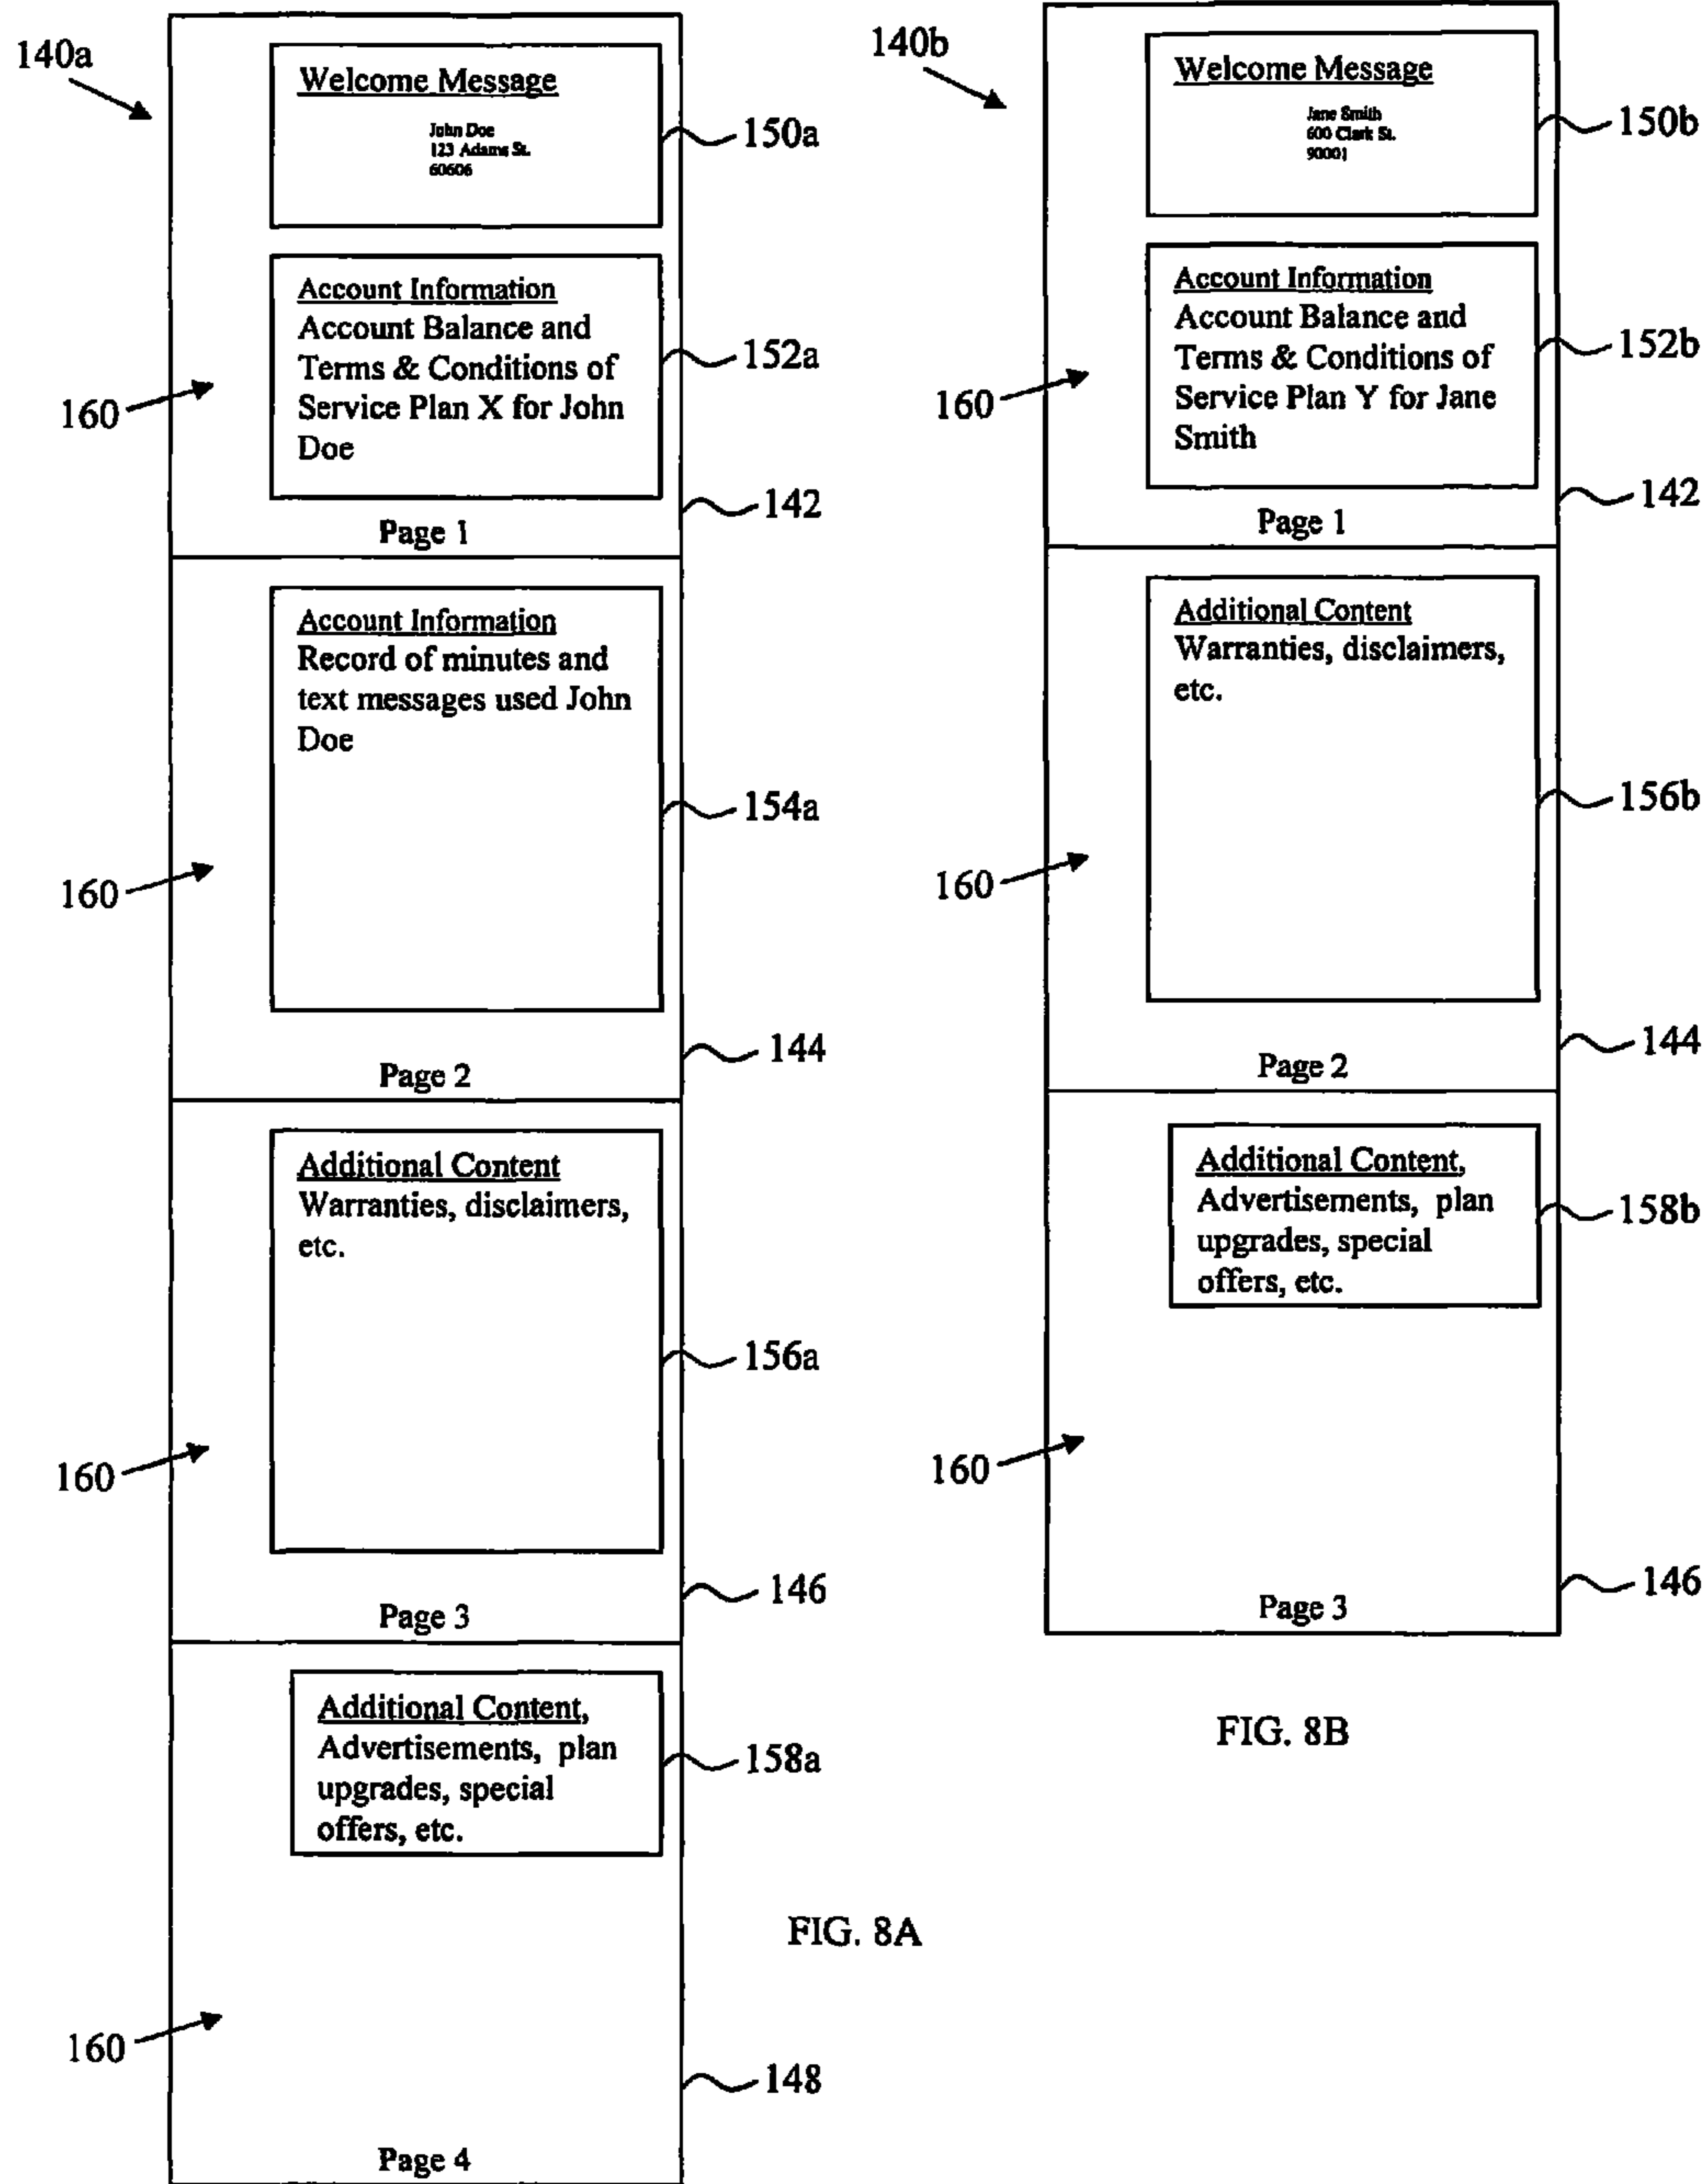 140a
Welcome Message
John Doe
123 Adams St.
60606
150a
Account Information
Account Balance and
Terms & Conditions of
Service Plan X for John
Doe
152a
160
142
Page 1
Account Information
Record of minutes and
text messages used John
Doe
154a
160
144
Page 2
Additional Content
Warranties, disclaimers,
etc.
156a
160
146
Page 3
Additional Content,
Advertisements, plan
upgrades, special
offers, etc.
158a
160
148
Page 4
FIG. 8A
140b
Welcome Message
Jane Smith
600 Clark St.
90001
150b
Account Information
Account Balance and
Terms & Conditions of
Service Plan Y for Jane
Smith
152b
160
142
Page 1
Additional Content
Warranties, disclaimers,
etc.
156b
160
144
Page 2
Additional Content,
Advertisements, plan
upgrades, special
offers, etc.
158b
160
146
Page 3
FIG. 8B